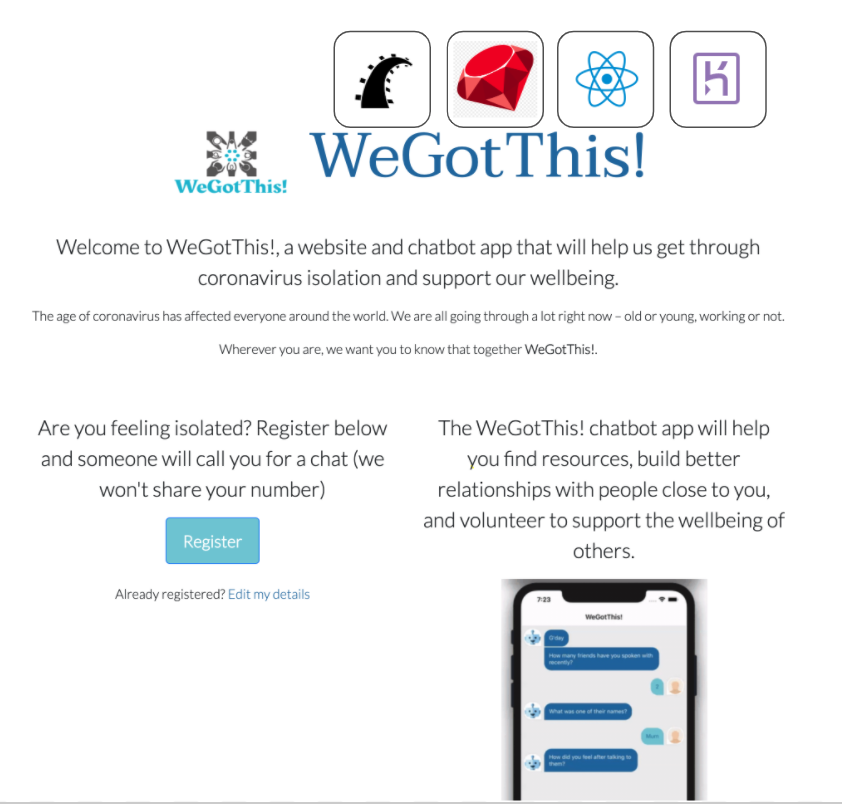 WeGotThis!
WeGotThis!
Welcome to WeGotThis!, a website and chatbot app that will help us get through
coronavirus isolation and support our wellbeing.
The age of coronavirus has affected everyone around the world. We are all going through a lot right now – old or young, working or not.
Wherever you are, we want you to know that together WeGotThis!.
Are you feeling isolated? Register below
and someone will call you for a chat (we
won't share your number)
Register
Already registered? Edit my details
The WeGotThis! chatbot app will help
you find resources, build better
relationships with people close to you,
and volunteer to support the wellbeing of
others.
7:23
WeGotThis!
G'day
How many friends have you spoken with
recently?
What was one of their names?
Mum
How did you feel after talking to
them?